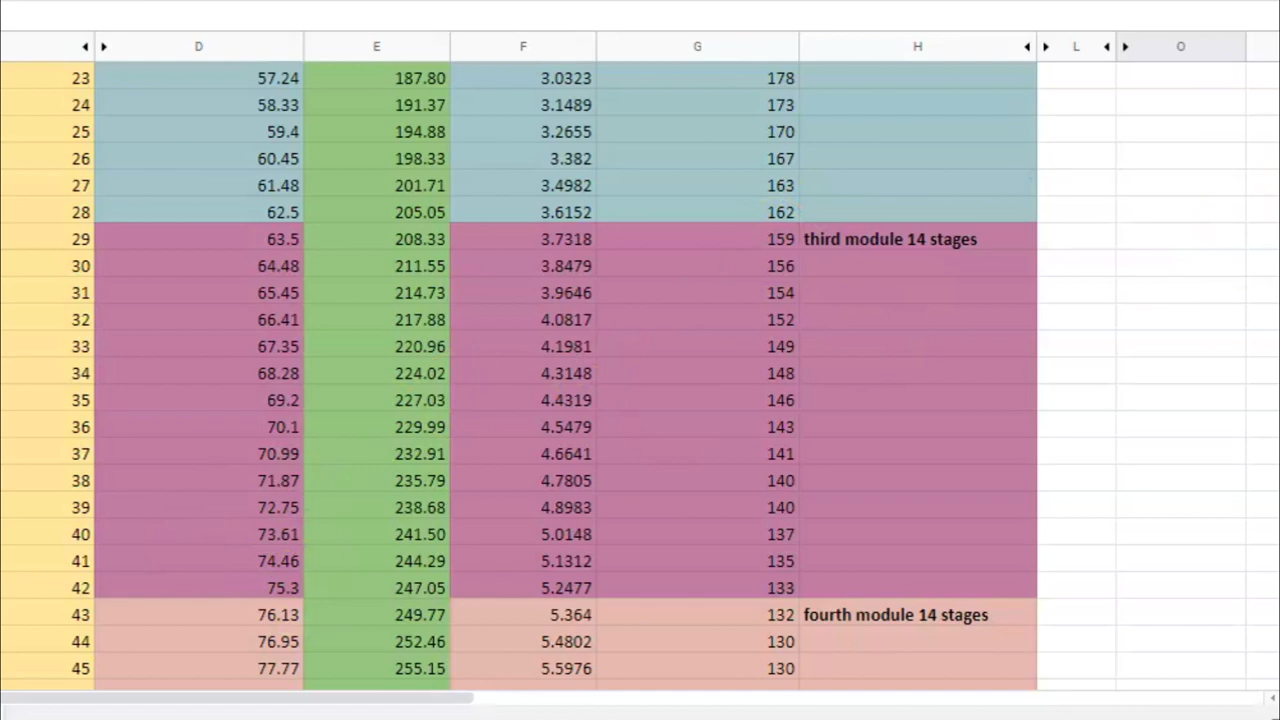 D E F G H L O
23 57.24 187.80 3.0323 178
24 58.33 191.37 3.1489 173
25 59.4 194.88 3.2655 170
26 60.45 198.33 3.382 167
27 61.48 201.71 3.4982 163
28 62.5 205.05 3.6152 162
29 63.5 208.33 3.7318 159 third module 14 stages
30 64.48 211.55 3.8479 156
31 65.45 214.73 3.9646 154
32 66.41 217.88 4.0817 152
33 67.35 220.96 4.1981 149
34 68.28 224.02 4.3148 148
35 69.2 227.03 4.4319 146
36 70.1 229.99 4.5479 143
37 70.99 232.91 4.6641 141
38 71.87 235.79 4.7805 140
39 72.75 238.68 4.8983 140
40 73.61 241.50 5.0148 137
41 74.46 244.29 5.1312 135
42 75.3 247.05 5.2477 133
43 76.13 249.77 5.364 132 fourth module 14 stages
44 76.95 252.46 5.4802 130
45 77.77 255.15 5.5976 130